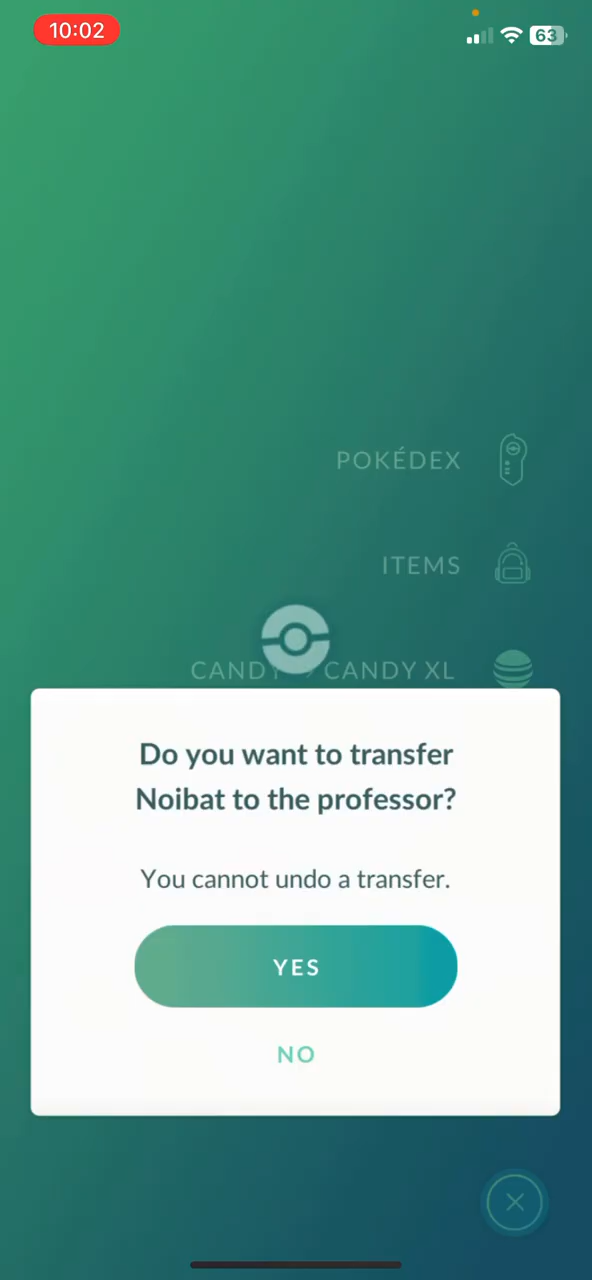 10:02
63
POKÉDEX
ITEMS
CANDY CANDY XL
Do you want to transfer
Noibat to the professor?
You cannot undo a transfer.
YES
NO